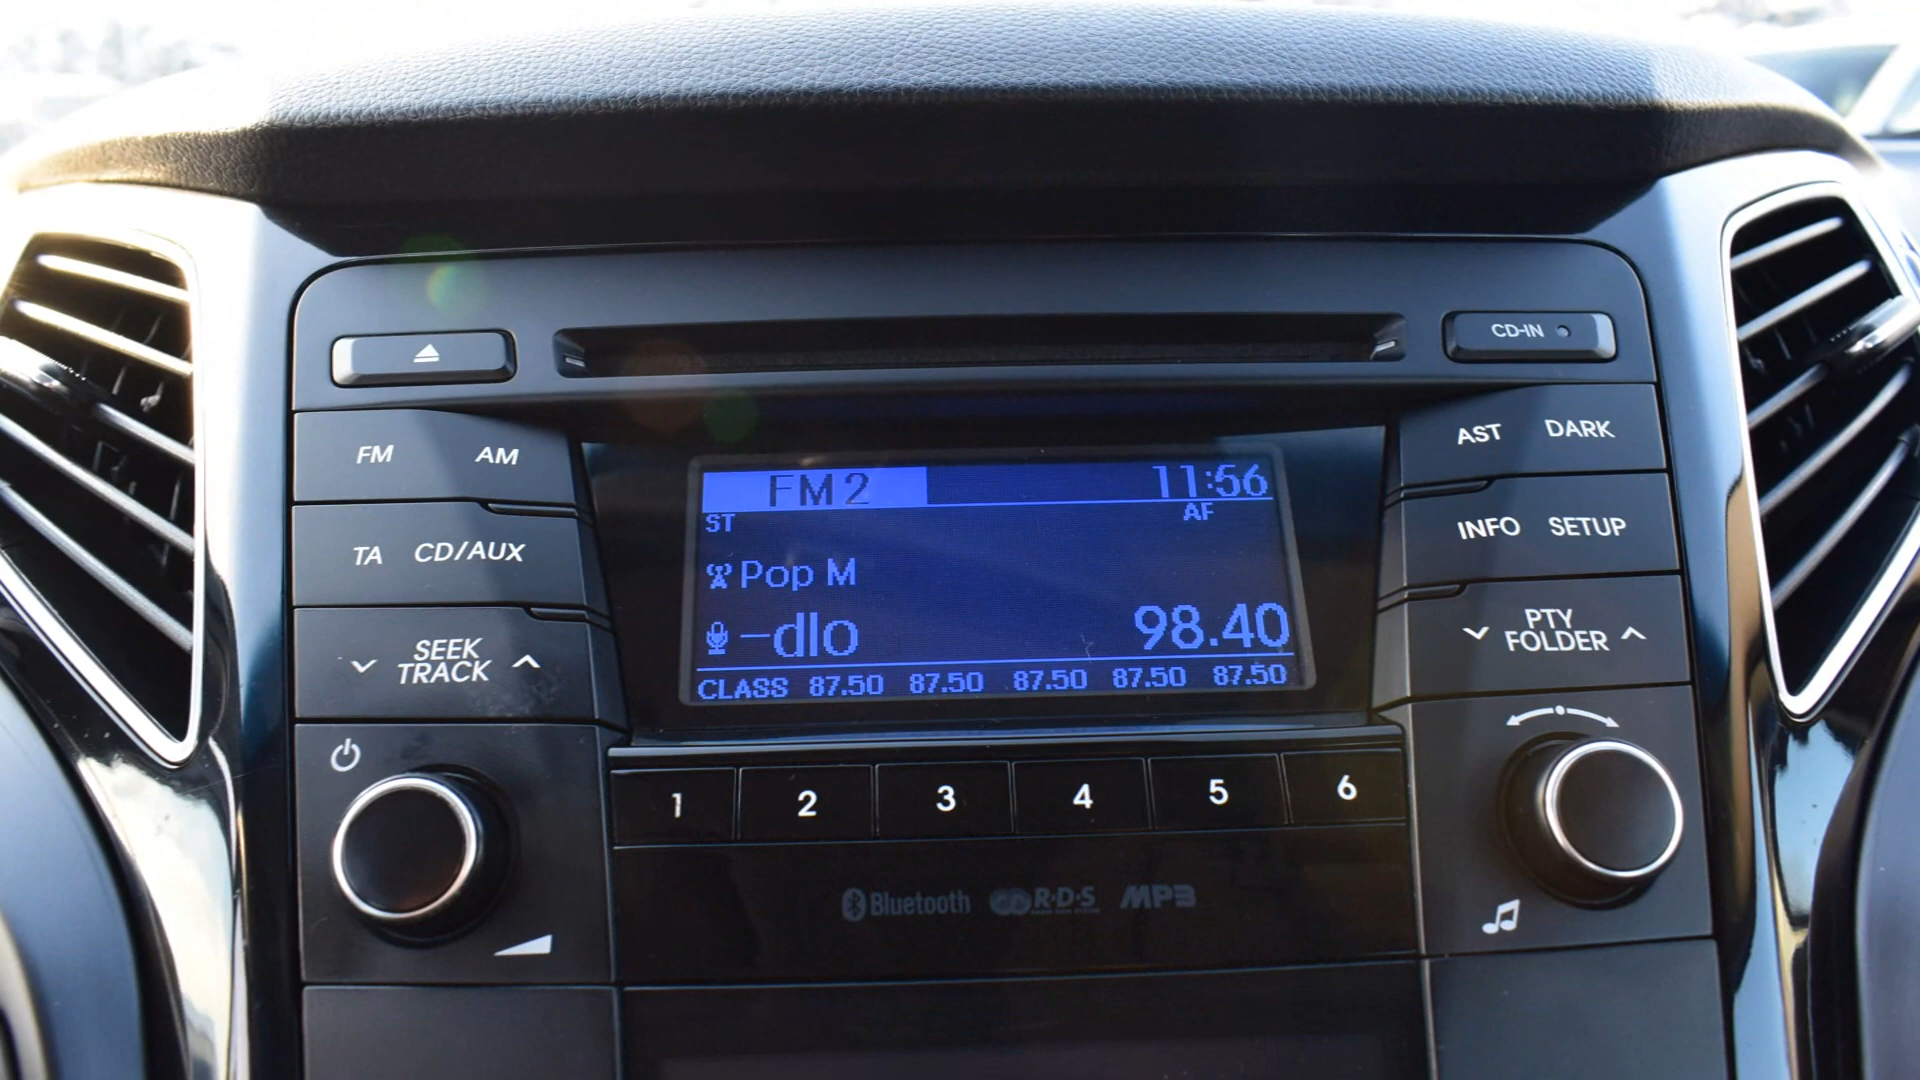 CD-IN
FM AM
AST DARK
FM2 11:56
ST AF
TA CD/AUX
INFO SETUP
Pop M
-dlo 98.40
SEEK
TRACK
PTY
FOLDER
CLASS 87.50 87.50 87.50 87.50 87.50
1 2 3 4 5 6
Bluetooth R·D·S MP3